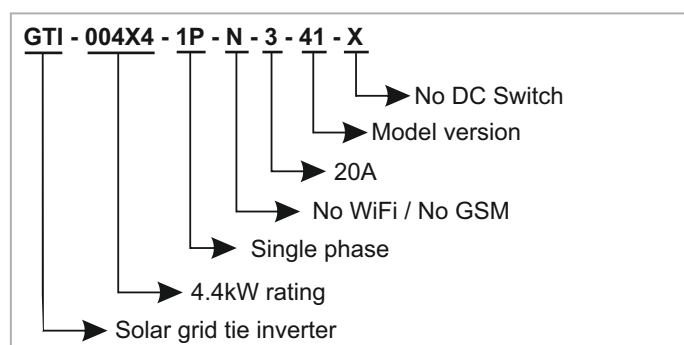 GTI - 004X4 - 1P - N - 3 - 41 - X
No DC Switch
Model version
20A
No WiFi / No GSM
Single phase
4.4kW rating
Solar grid tie inverter